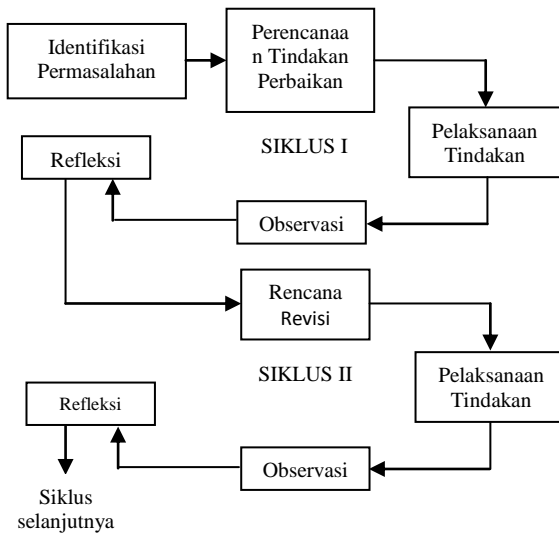 Identifikasi
Permasalahan
Perencanaa
n Tindakan
Perbaikan
Pelaksanaan
Tindakan
SIKLUS I
Refleksi
Observasi
Rencana
Revisi
SIKLUS II
Pelaksanaan
Tindakan
Refleksi
Observasi
Siklus
selanjutnya